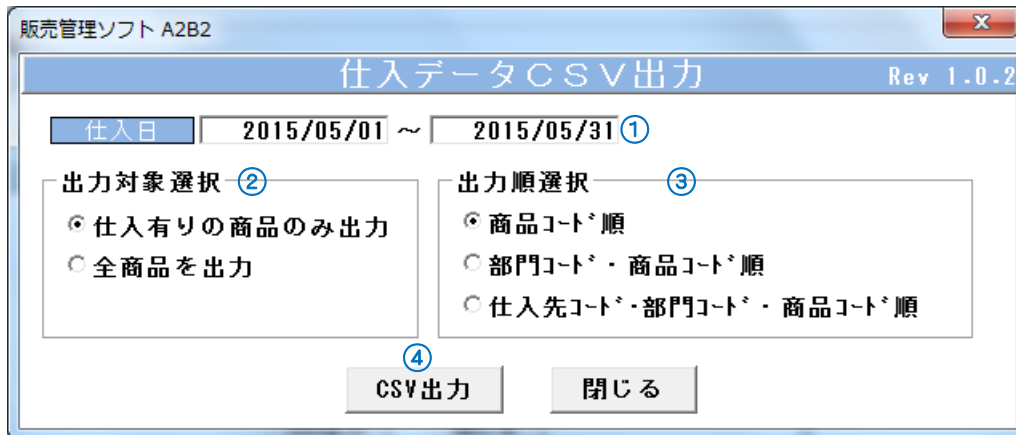 販売管理ソフト A2B2
仕入データCSV出力 Rev 1.0.2
仕入日 2015/05/01 ～ 2015/05/31 ①
出力対象選択 ② 出力順選択 ③
仕入有りの商品のみ出力 商品ｺｰﾄﾞ順
全商品を出力 部門ｺｰﾄﾞ・商品ｺｰﾄﾞ順
仕入先ｺｰﾄﾞ･部門ｺｰﾄﾞ・商品ｺｰﾄﾞ順
④
CSV出力 閉じる